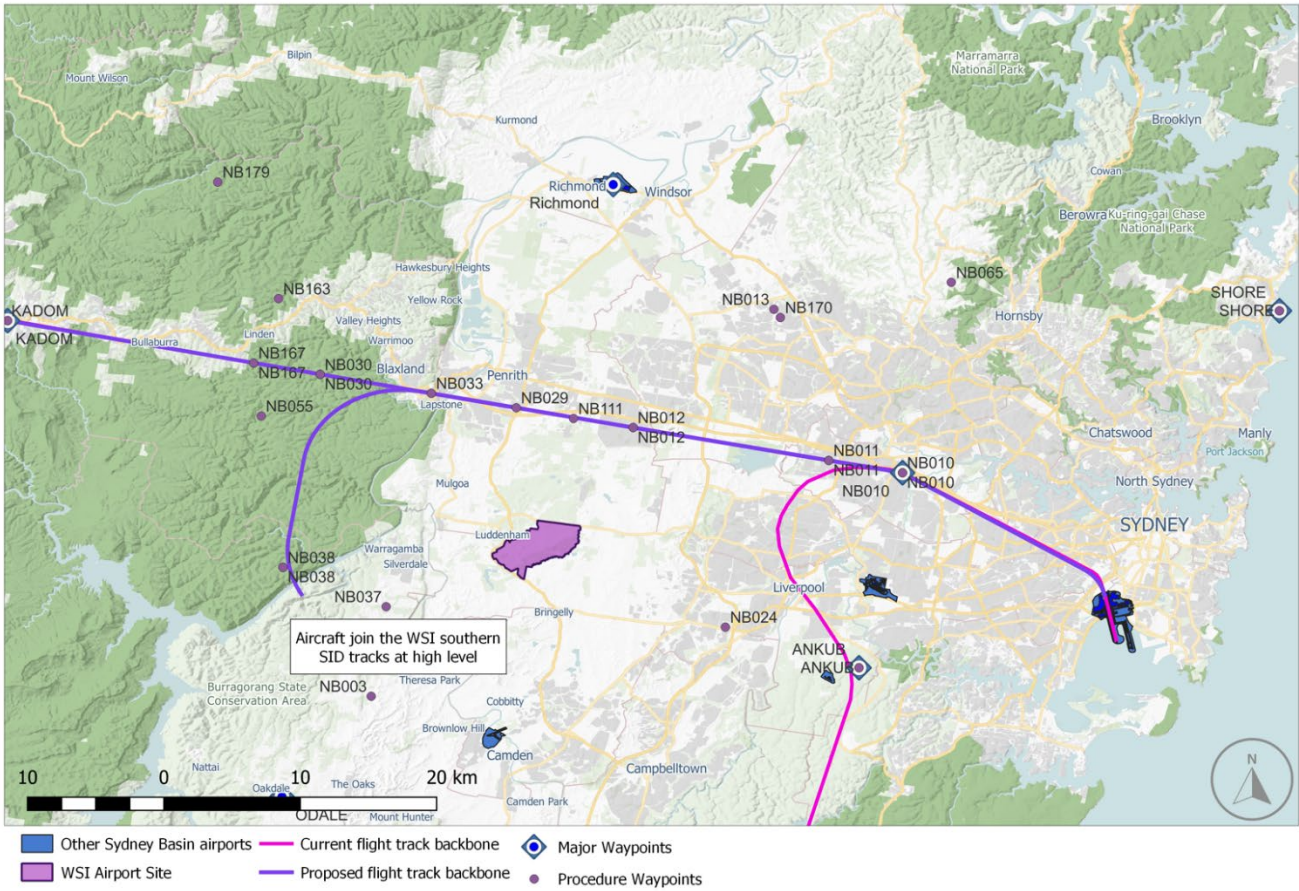 Mount Wilson
Bilpin
Marramarra
National Park
Brooklyn
Kurmond
Cowan
NB179
Richmond
Windsor
Richmond
Berowra
Ku-ring-gai Chase
National Park
Hawkesbury Heights
NB065
Yellow Rock
NB163
NB013
NB170
Hornsby
SHORE
SHORE
KADOM
KADOM
Bullaburra
Linden
Valley Heights
Warrimoo
NB167
NB167
NB030
NB030
Blaxland
Penrith
NB033
Lapstone
NB055
NB029
NB111
NB012
NB012
Chatswood
Manly
Port Jackson
NB011
NB011
NB010
NB010
NB010
Mulgoa
North Sydney
SYDNEY
Luddenham
Warragamba
Silverdale
NB038
NB038
Liverpool
NB037
Bringelly
NB024
Aircraft join the WSI southern
SID tracks at high level
ANKUB
ANKUB
Theresa Park
NB003
Burragorang State
Conservation Area
Cobbitty
Brownlow Hill
Camden
Campbelltown
Nattai
The Oaks
Oakdale
ODALE
Mount Hunter
Camden Park
10 0 10 20 km
N
Other Sydney Basin airports
Current flight track backbone
Major Waypoints
WSI Airport Site
Proposed flight track backbone
Procedure Waypoints